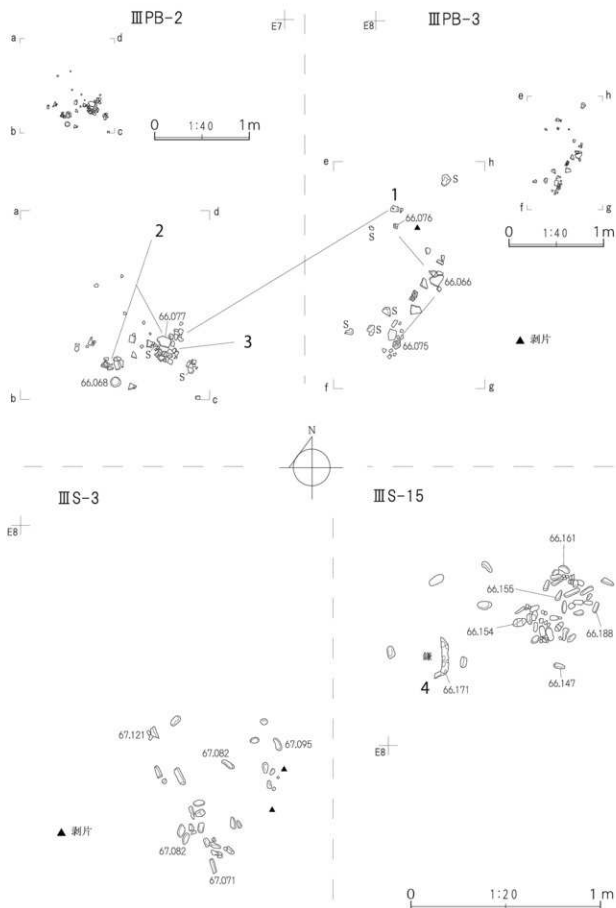 ⅢPB-2
E7
a
d
b
c
0
1:40
1m
a
d
2
66.077
3
S
S
66.068
b
c
ⅢPB-3
E8
e
h
f
g
0
1:40
1m
e
h
S
1
66.076
S
66.066
S
S
S
66.075
f
g
▲ 剥片
N
ⅢS-3
E8
67.121
67.082
67.095
67.082
67.071
▲ 剥片
ⅢS-15
66.161
66.155
66.154
66.188
66.147
鎌
4
66.171
E8
0
1:20
1m